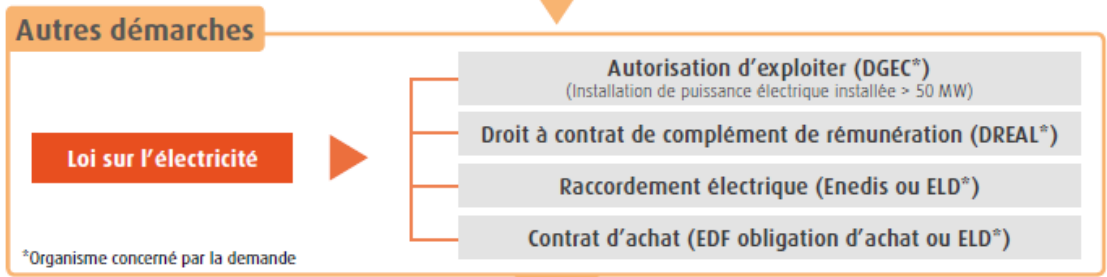 Autres démarches
Autorisation d'exploiter (DGEC*)
(Installation de puissance électrique installée > 50 MW)
Droit à contrat de complément de rémunération (DREAL*)
Loi sur l'électricité
Raccordement électrique (Enedis ou ELD*)
Contrat d'achat (EDF obligation d'achat ou ELD*)
*Organisme concerné par la demande